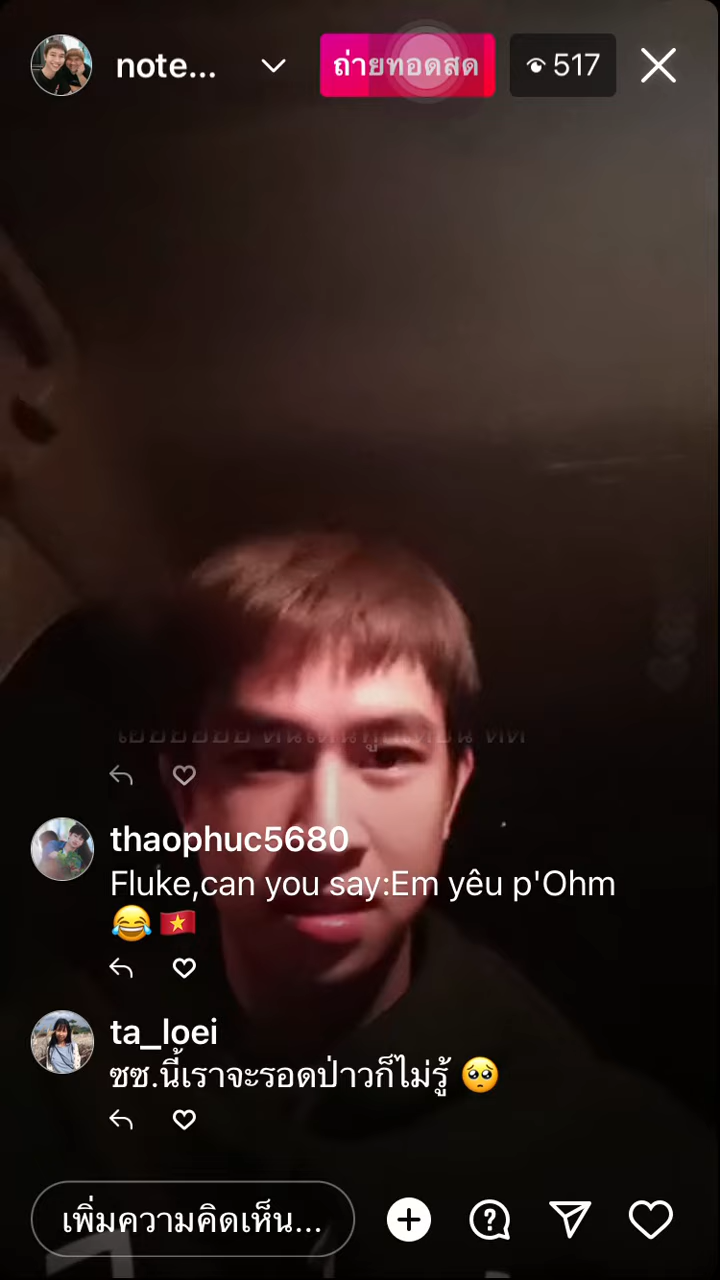 note...
ถ่ายทอดสด
517
thaophuc5680
Fluke,can you say:Em yêu p'Ohm
😂🇻🇳
ta_loei
ซซ.นี้เราจะรอดป่าวก็ไม่รู้ 🥺
เพิ่มความคิดเห็น...